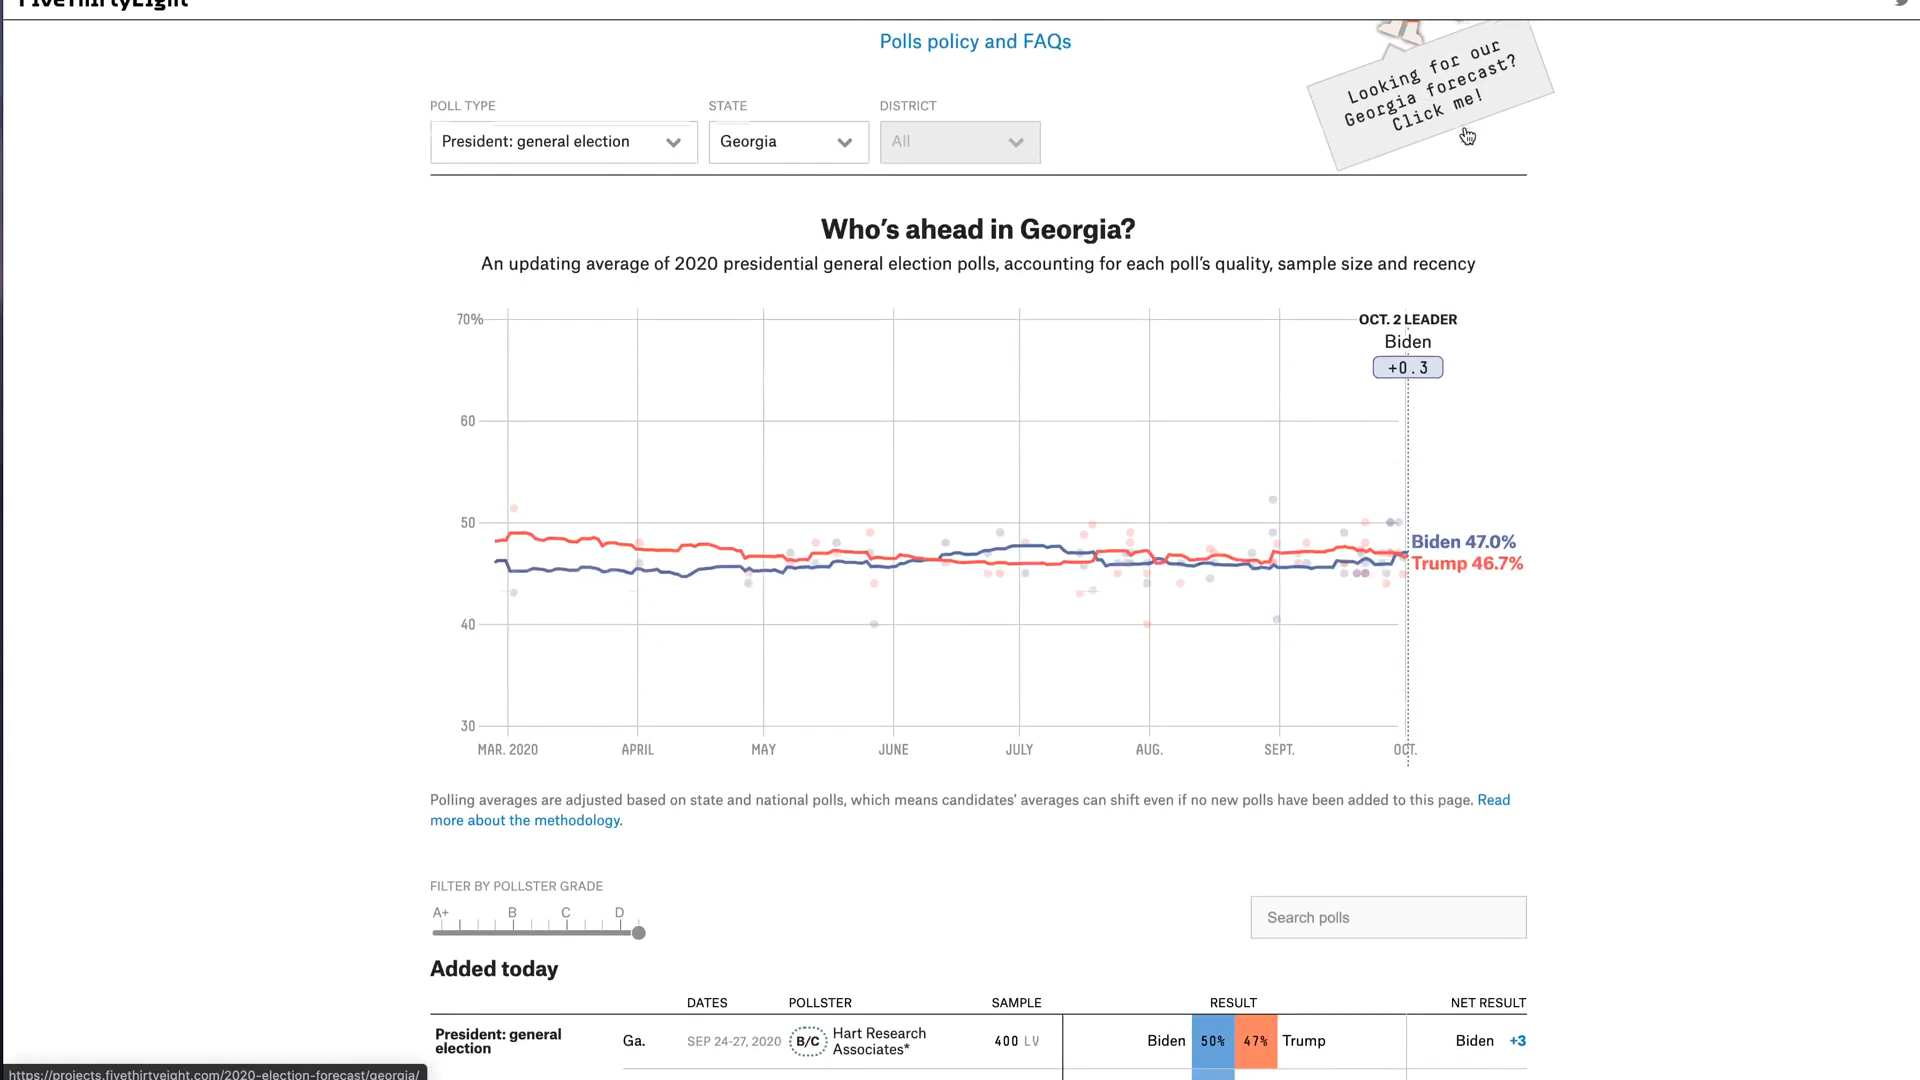 FiveThirtyEight
Polls policy and FAQs
Looking for our
Georgia forecast?
Click me!
POLL TYPE
STATE
DISTRICT
President: general election
Georgia
All
Who's ahead in Georgia?
An updating average of 2020 presidential general election polls, accounting for each poll's quality, sample size and recency
70%
OCT. 2 LEADER
Biden
+0.3
60
50
Biden 47.0%
Trump 46.7%
40
30
MAR. 2020
APRIL
MAY
JUNE
JULY
AUG.
SEPT.
OCT.
Polling averages are adjusted based on state and national polls, which means candidates' averages can shift even if no new polls have been added to this page. Read
more about the methodology.
FILTER BY POLLSTER GRADE
A+
B
C
D
Search polls
Added today
DATES
POLLSTER
SAMPLE
RESULT
NET RESULT
President: general
election
Ga.
SEP 24-27, 2020
B/C
Hart Research
Associates*
400 LV
Biden
50%
47%
Trump
Biden
+3
https://projects.fivethirtyeight.com/2020-election-forecast/georgia/